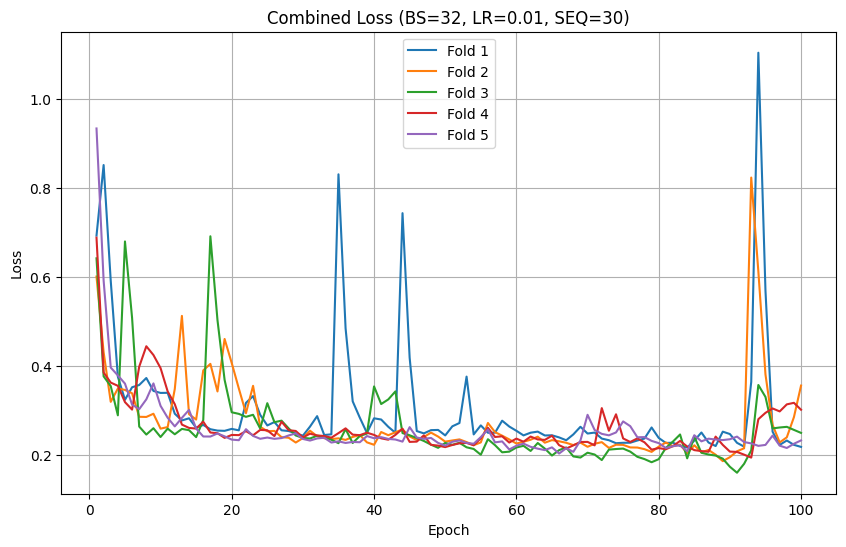 Combined Loss (BS=32, LR=0.01, SEQ=30)
Fold 1
Fold 2
Fold 3
Fold 4
Fold 5
Loss
1.0
0.8
0.6
0.4
0.2
0 20 40 60 80 100
Epoch